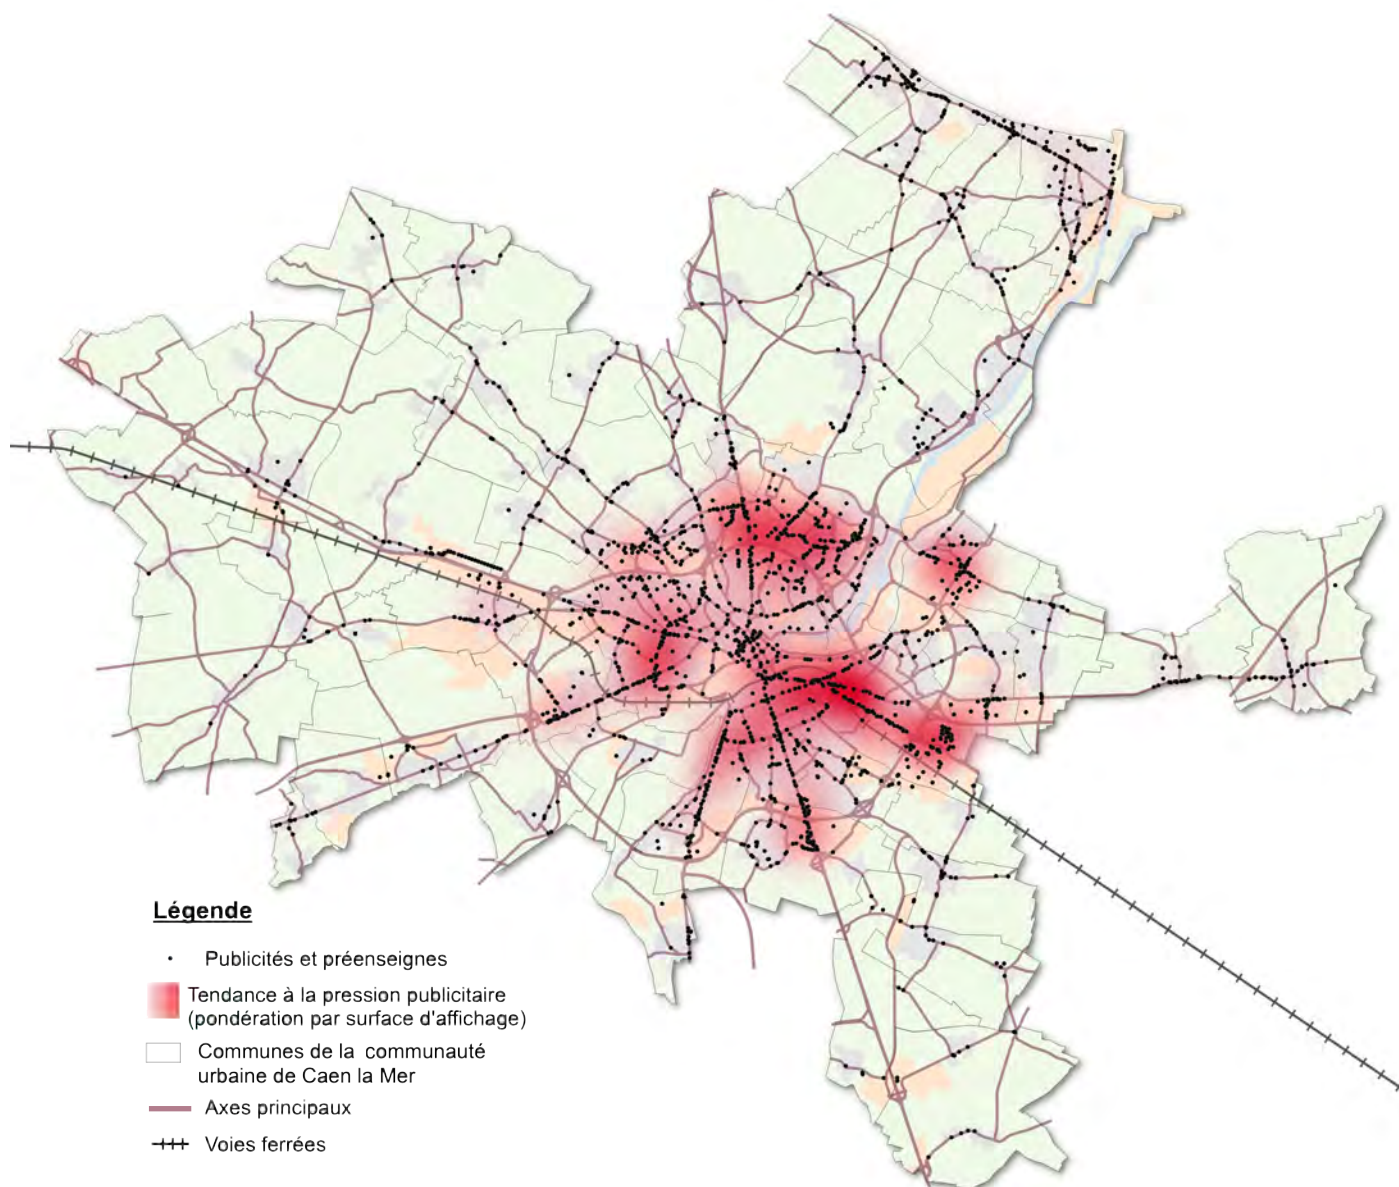 Légende
Publicités et préenseignes
Tendance à la pression publicitaire
(pondération par surface d'affichage)
Communes de la communauté
urbaine de Caen la Mer
Axes principaux
Voies ferrées